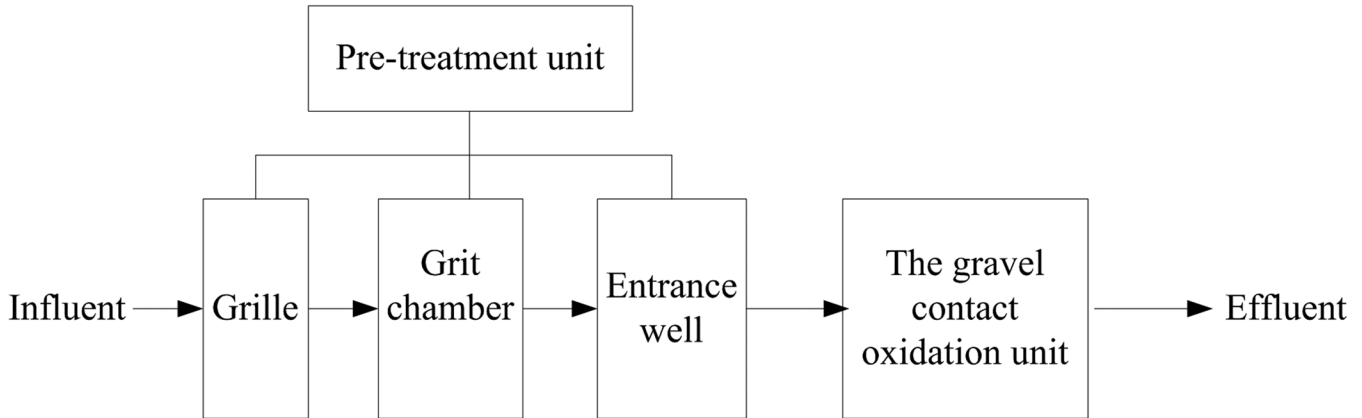 Pre-treatment unit
Influent
Grille
Grit
chamber
Entrance
well
The gravel
contact
oxidation unit
Effluent